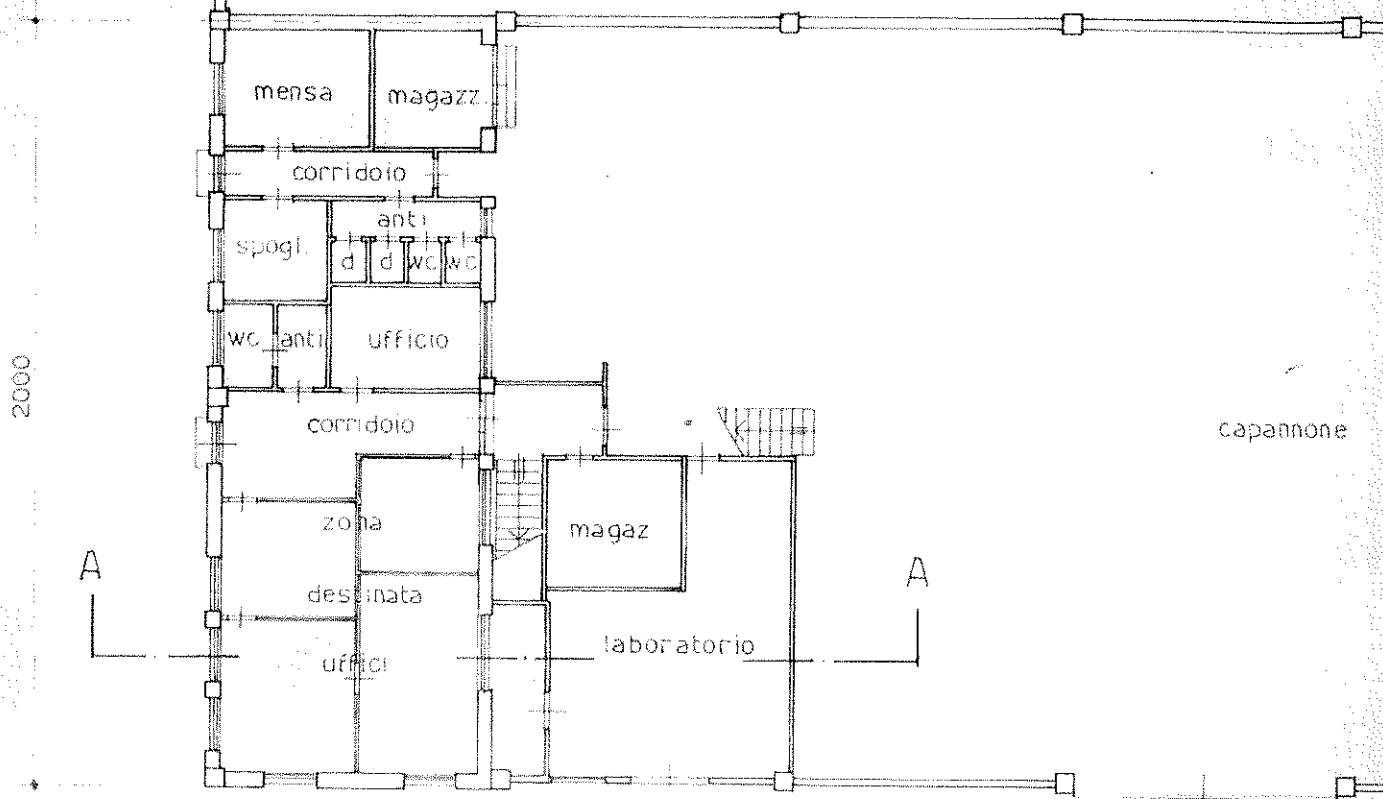 mensa
magazz.
corridoio
anti
spogl.
d
d
wc
wc
wc
anti
ufficio
2000
corridoio
capannone
zona
magaz
A
A
destinata
laboratorio
uffici